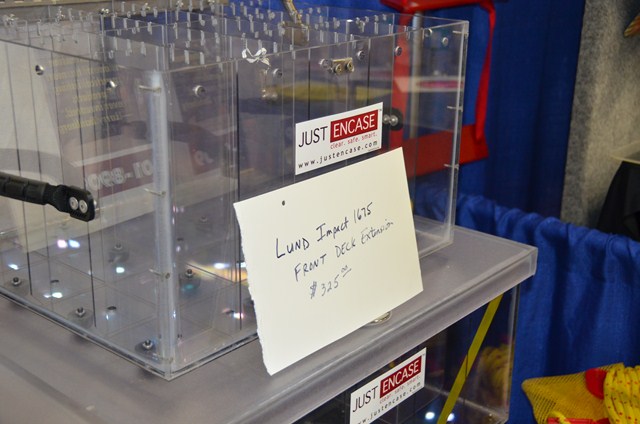 JUST ENCASE
clear. safe. smart.
www.justencase.com
LUND Impact 1675
FRONT DECK Extension
$325.00
JUST ENCASE
www.justencase.com